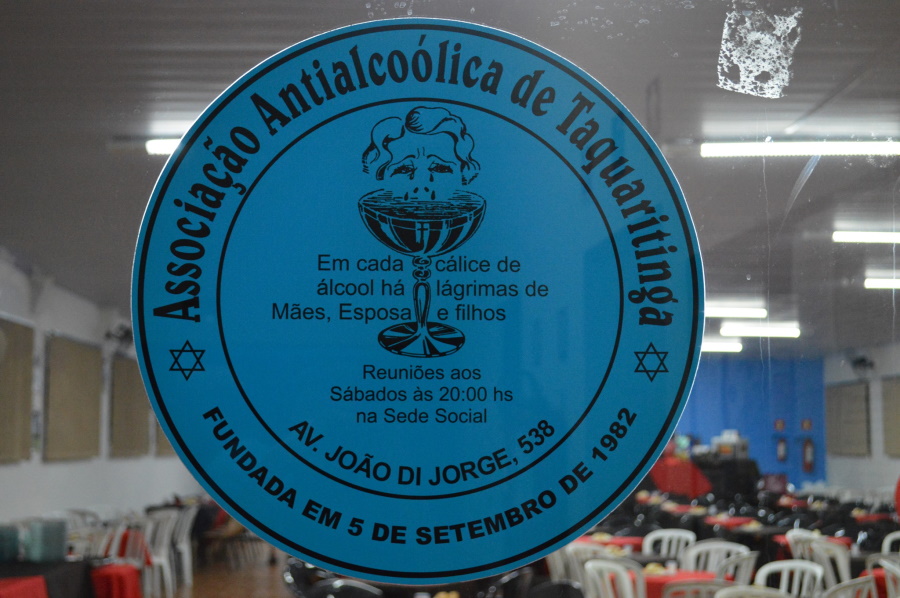 Associação Antialcoólica de Taquaritinga
Em cada cálice de
álcool há lágrimas de
Mães, Esposa e filhos
Reuniões aos
Sábados às 20:00 hs
na Sede Social
AV. JOÃO DI JORGE, 538
FUNDADA EM 5 DE SETEMBRO DE 1982